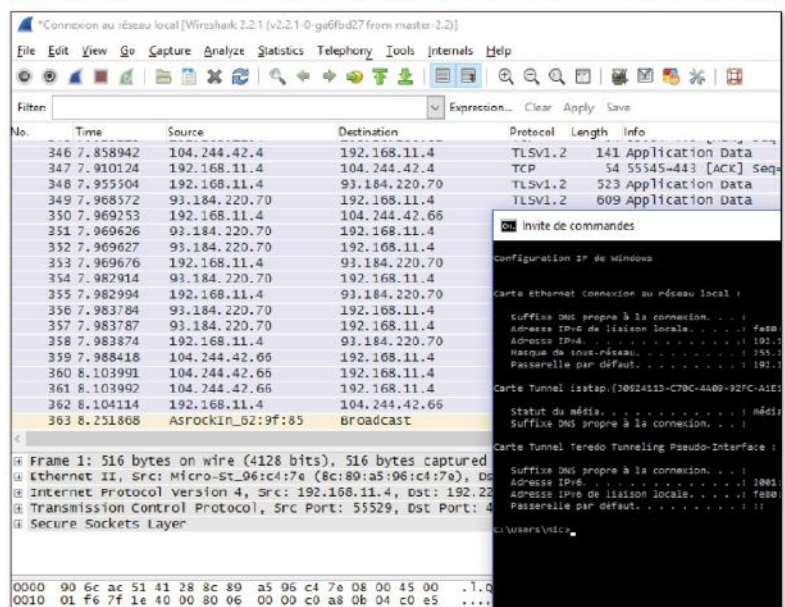 *Connexion au réseau local [Wireshark 2.2.1 (v2.2.1-0-ga6fbd27 from master-2.2)]
File Edit View Go Capture Analyze Statistics Telephony Tools Internals Help
Filter: Expression... Clear Apply Save
No. Time Source Destination Protocol Length Info
346 7.858942 104.244.42.4 192.168.11.4 TLSv1.2 141 Application Data
347 7.910124 192.168.11.4 104.244.42.4 TCP 54 55545→443 [ACK] Seq=
348 7.955504 192.168.11.4 93.184.220.70 TLSv1.2 523 Application Data
349 7.968572 93.184.220.70 192.168.11.4 TLSv1.2 609 Application Data
350 7.969253 192.168.11.4 104.244.42.66
351 7.969626 93.184.220.70 192.168.11.4
352 7.969627 93.184.220.70 192.168.11.4
353 7.969676 192.168.11.4 93.184.220.70
354 7.982914 93.184.220.70 192.168.11.4
355 7.982994 192.168.11.4 93.184.220.70
356 7.983784 93.184.220.70 192.168.11.4
357 7.983787 93.184.220.70 192.168.11.4
358 7.983874 192.168.11.4 93.184.220.70
359 7.988418 104.244.42.66 192.168.11.4
360 8.103991 104.244.42.66 192.168.11.4
361 8.103992 104.244.42.66 192.168.11.4
362 8.104114 192.168.11.4 104.244.42.66
363 8.251868 AsrockIn_62:9f:85 Broadcast
Frame 1: 516 bytes on wire (4128 bits), 516 bytes captured
Ethernet II, Src: Micro-St_96:c4:7e (8c:89:a5:96:c4:7e), Ds
Internet Protocol Version 4, Src: 192.168.11.4, Dst: 192.22
Transmission Control Protocol, Src Port: 55529, Dst Port: 4
Secure Sockets Layer
0000 90 6c ac 51 41 28 8c 89 a5 96 c4 7e 08 00 45 00 .l.Q
0010 01 f6 7f 1e 40 00 80 06 00 00 c0 a8 0b 04 c0 e5 ....
Invite de commandes
Configuration IP de Windows
Carte Ethernet Connexion au réseau local :
Suffixe DNS propre à la connexion. . . :
Adresse IPv6 de liaison locale. . . . .: fe80:
Adresse IPv4. . . . . . . . . . . . . .: 192.1
Masque de sous-réseau. . . . . . . . . : 255.
Passerelle par défaut. . . . . . . . . : 192.1
Carte Tunnel isatap.{30924113-C70C-4A09-92FC-A1E1
Statut du média. . . . . . . . . . . . : Média
Suffixe DNS propre à la connexion. . . :
Carte Tunnel Teredo Tunneling Pseudo-Interface :
Suffixe DNS propre à la connexion. . . :
Adresse IPv6. . . . . . . . . . . . . .: 2001:
Adresse IPv6 de liaison locale. . . . .: fe80:
Passerelle par défaut. . . . . . . . . : ::
C:\Users\Mic>_